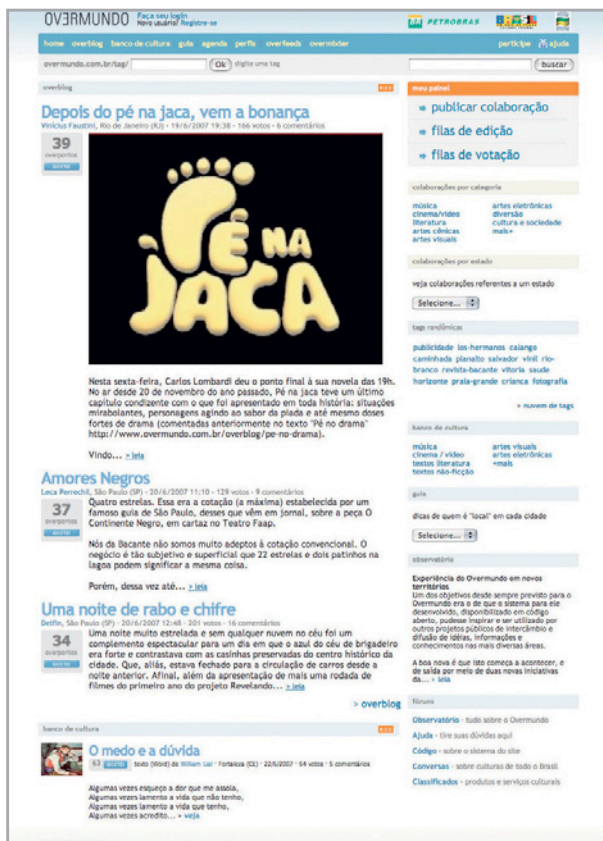 OVERMUNDO
Faça seu login
Novo usuário? Registre-se
BR PETROBRAS
BRASIL
home overblog banco de cultura guia agenda perfis overfeeds overmixter
participe ajuda
overmundo.com.br/tag/ Ok digite uma tag
buscar
overblog
Depois do pé na jaca, vem a bonança
Vinícius Faustini, Rio de Janeiro (RJ) · 19/6/2007 19:38 · 166 votos · 6 comentários
39
overpontos
PÉ NA
JACA
Nesta sexta-feira, Carlos Lombardi deu o ponto final à sua novela das 19h.
No ar desde 20 de novembro do ano passado, Pé na jaca teve um último
capítulo condizente com o que foi apresentado em toda história: situações
mirabolantes, personagens agindo ao sabor da piada e até mesmo doses
fortes de drama (comentadas anteriormente no texto "Pé no drama"
http://www.overmundo.com.br/overblog/pe-no-drama).
Vindo... > leia
Amores Negros
Leca Perrechil, São Paulo (SP) · 20/6/2007 11:10 · 129 votos · 9 comentários
37
overpontos
Quatro estrelas. Essa era a cotação (a máxima) estabelecida por um
famoso guia de São Paulo, desses que vêm em jornal, sobre a peça O
Continente Negro, em cartaz no Teatro Faap.
Nós da Bacante não somos muito adeptos à cotação convencional. O
negócio é tão subjetivo e superficial que 22 estrelas e dois patinhos na
lagoa podem significar a mesma coisa.
Porém, dessa vez até... > leia
Uma noite de rabo e chifre
Delfin, São Paulo (SP) · 20/6/2007 12:48 · 201 votos · 16 comentários
34
overpontos
Uma noite muito estrelada e sem qualquer nuvem no céu foi um
complemento espectacular para um dia em que o azul do céu de brigadeiro
era forte e contrastava com as casinhas preservadas do centro histórico da
cidade. Que, aliás, estava fechado para a circulação de carros desde a
noite anterior. Afinal, além da apresentação de mais uma rodada de
filmes do primeiro ano do projeto Revelando... > leia
> overblog
banco de cultura
O medo e a dúvida
63 texto (Word) de William Lial · Fortaleza (CE) · 22/6/2007 · 64 votos · 5 comentários
Algumas vezes esqueço a dor que me assola,
Algumas vezes lamento a vida que não tenho,
Algumas vezes lamento a vida que tenho,
Algumas vezes acredito... > veja
meu painel
publicar colaboração
filas de edição
filas de votação
colaborações por categoria
música
cinema/vídeo
literatura
artes cênicas
artes visuais
artes eletrônicas
diversão
cultura e sociedade
mais+
colaborações por estado
veja colaborações referentes a um estado
Selecione...
tags randômicas
publicidade los-hermanos calango
caminhada planalto salvador vinil rio-
branco revista-bacante vitoria saude
horizonte praia-grande crianca fotografia
> nuvem de tags
banco de cultura
música
cinema / vídeo
textos literatura
textos não-ficção
artes visuais
artes eletrônicas
+mais
guia
dicas de quem é "local" em cada cidade
Selecione...
observatório
Experiência do Overmundo em novos
territórios
Um dos objetivos desde sempre previsto para o
Overmundo era o de que o sistema para ele
desenvolvido, disponibilizado em código
aberto, pudesse inspirar e ser utilizado por
outros projetos públicos de intercâmbio e
difusão de idéias, informações e
conhecimentos nas mais diversas áreas.
A boa nova é que isto começa a acontecer, e
de saída por meio de duas novas iniciativas
da... > leia
fóruns
Observatório - tudo sobre o Overmundo
Ajuda - tire suas dúvidas aqui
Código - sobre o sistema do site
Conversas - sobre culturas de todo o Brasil
Classificados - produtos e serviços culturais